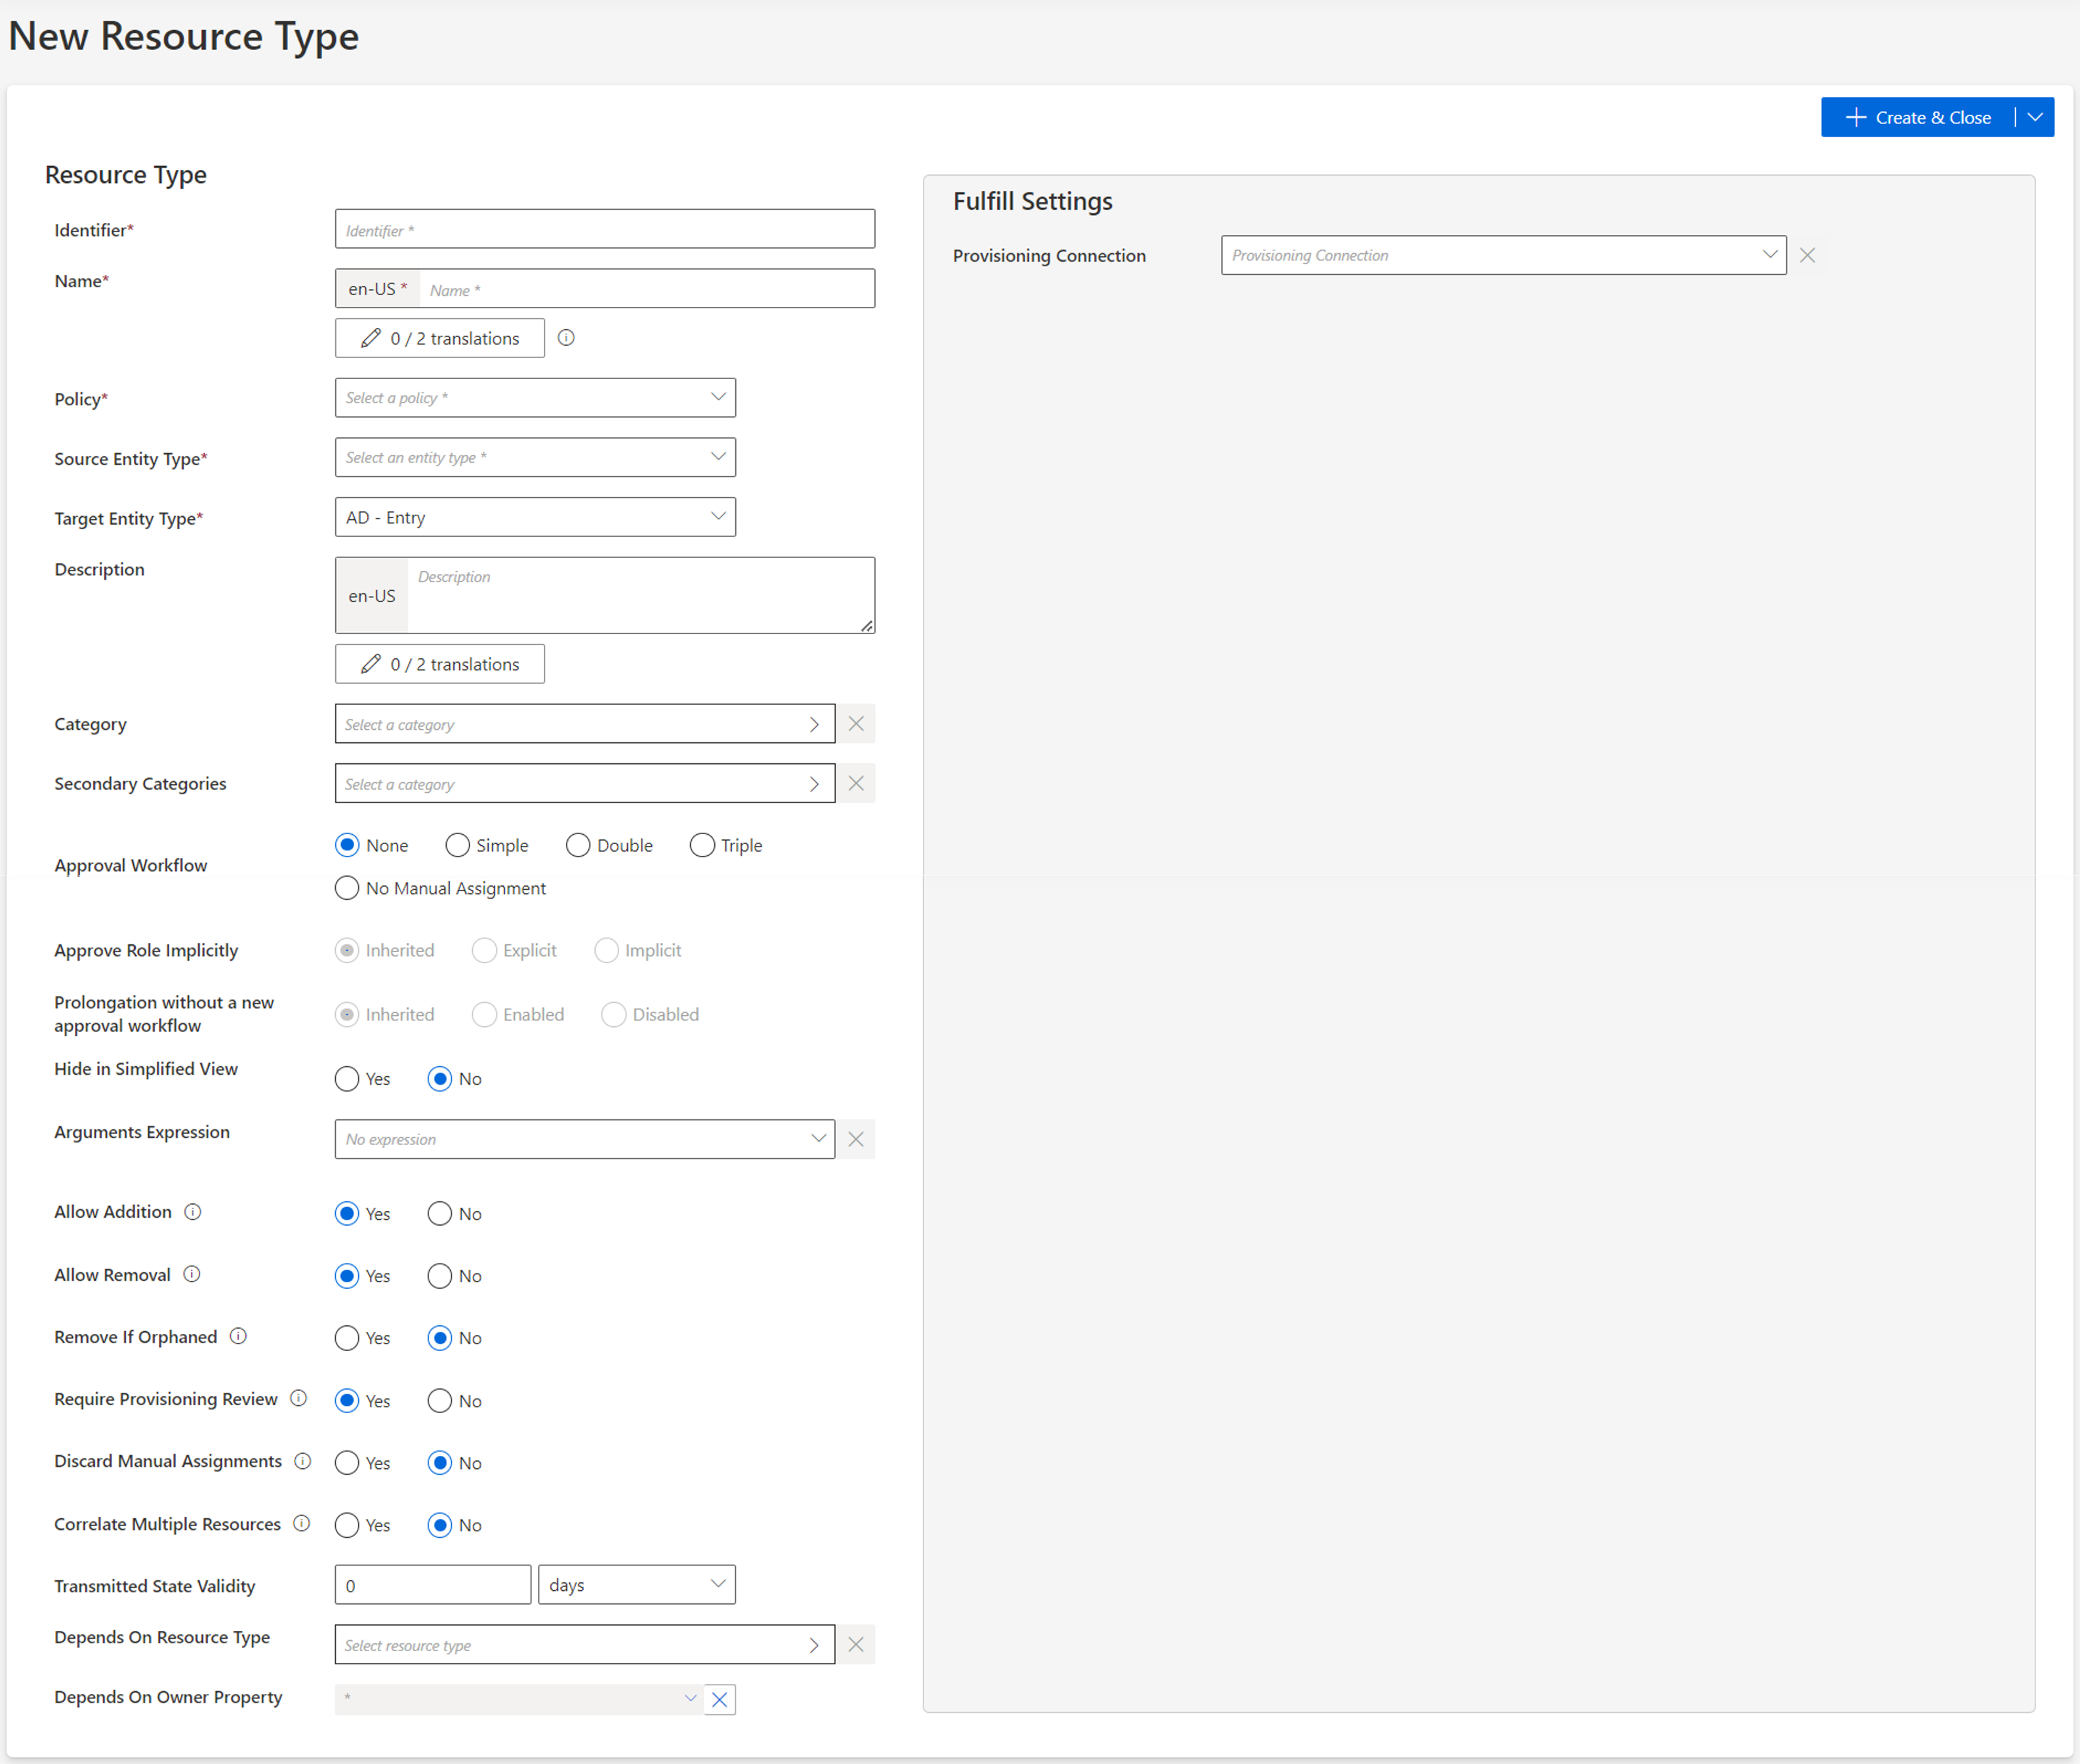 New Resource Type
Create & Close
Resource Type
Identifier*
Identifier *
Name*
en-US * Name *
0 / 2 translations
Policy*
Select a policy *
Source Entity Type*
Select an entity type *
Target Entity Type*
AD - Entry
Description
en-US Description
0 / 2 translations
Category
Select a category
Secondary Categories
Select a category
Approval Workflow
None Simple Double Triple
No Manual Assignment
Approve Role Implicitly
Inherited Explicit Implicit
Prolongation without a new
approval workflow
Inherited Enabled Disabled
Hide in Simplified View
Yes No
Arguments Expression
No expression
Allow Addition
Yes No
Allow Removal
Yes No
Remove If Orphaned
Yes No
Require Provisioning Review
Yes No
Discard Manual Assignments
Yes No
Correlate Multiple Resources
Yes No
Transmitted State Validity
0 days
Depends On Resource Type
Select resource type
Depends On Owner Property
*
Fulfill Settings
Provisioning Connection
Provisioning Connection